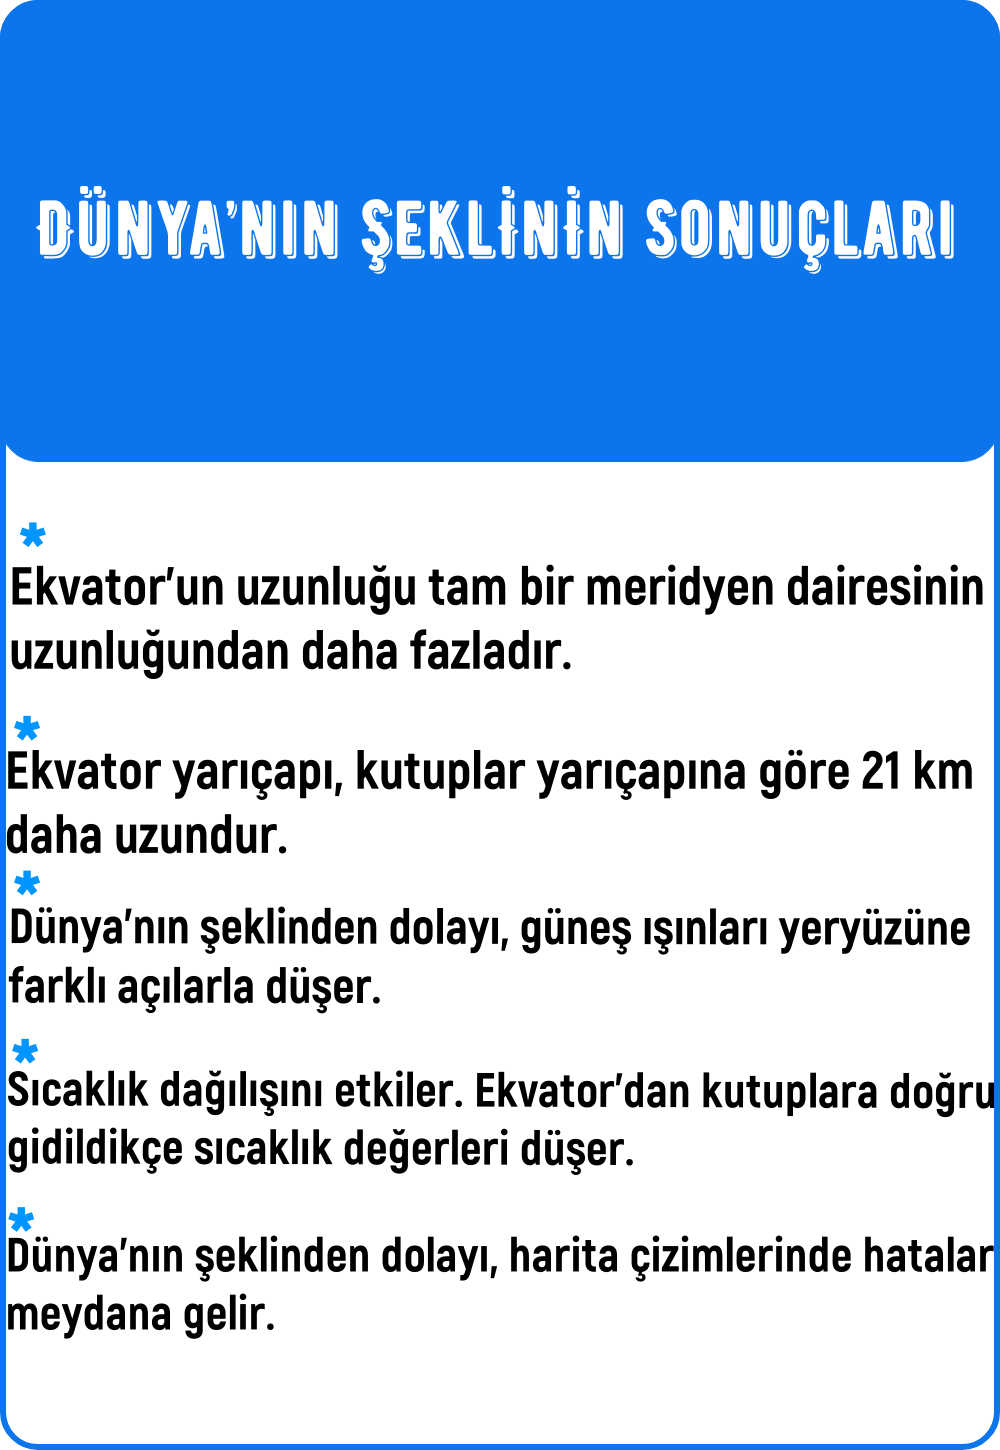 DÜNYA'NIN ŞEKLİNİN SONUÇLARI
*
Ekvator'un uzunluğu tam bir meridyen dairesinin
uzunluğundan daha fazladır.
*
Ekvator yarıçapı, kutuplar yarıçapına göre 21 km
daha uzundur.
*
Dünya'nın şeklinden dolayı, güneş ışınları yeryüzüne
farklı açılarla düşer.
*
Sıcaklık dağılışını etkiler. Ekvator'dan kutuplara doğru
gidildikçe sıcaklık değerleri düşer.
*
Dünya'nın şeklinden dolayı, harita çizimlerinde hatalar
meydana gelir.